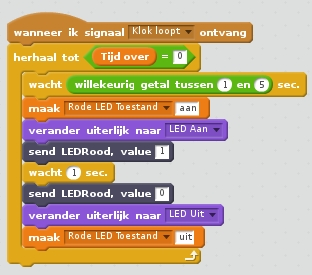 wanneer ik signaal Klok loopt ontvang
herhaal tot Tijd over = 0
wacht willekeurig getal tussen 1 en 5 sec.
maak Rode LED Toestand aan
verander uiterlijk naar LED Aan
send LEDRood, value 1
wacht 1 sec.
send LEDRood, value 0
verander uiterlijk naar LED Uit
maak Rode LED Toestand uit